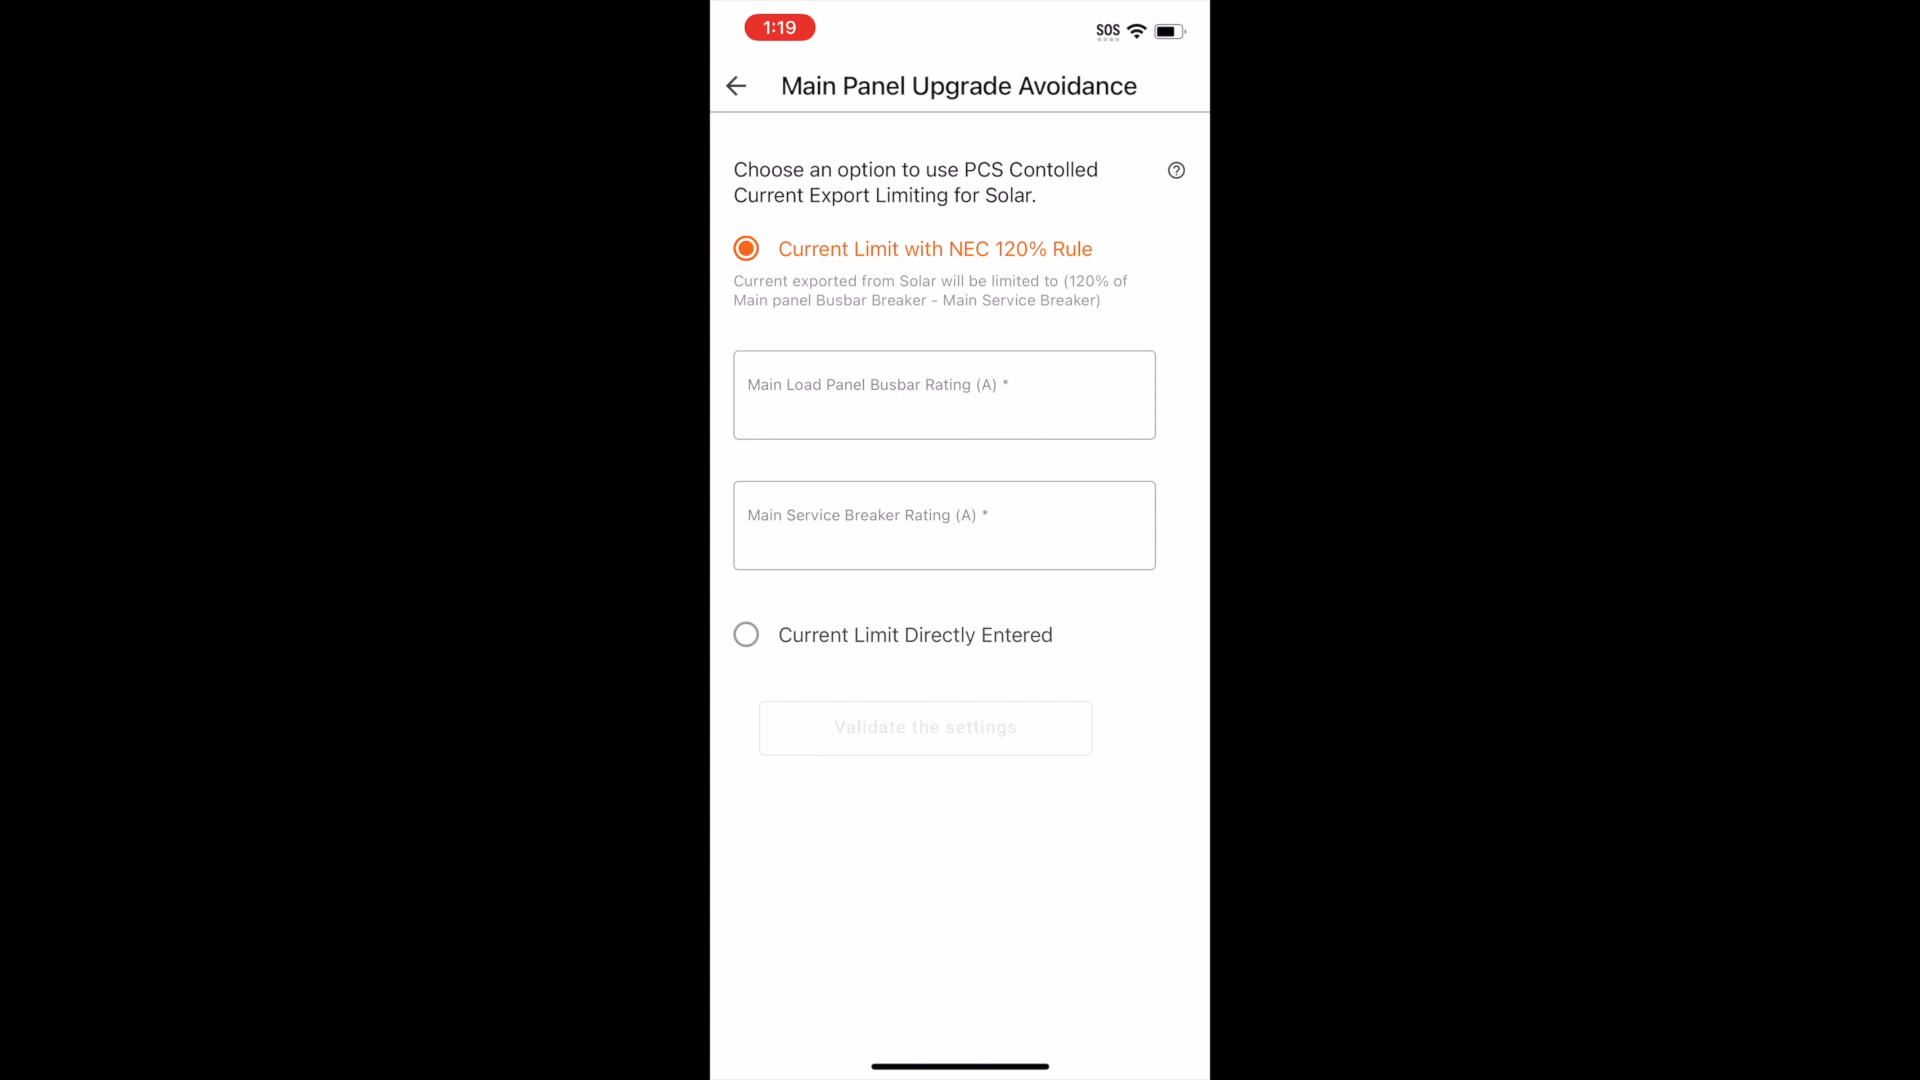 1:19
SOS
Main Panel Upgrade Avoidance
Choose an option to use PCS Contolled
Current Export Limiting for Solar.
Current Limit with NEC 120% Rule
Current exported from Solar will be limited to (120% of
Main panel Busbar Breaker - Main Service Breaker)
Main Load Panel Busbar Rating (A) *
Main Service Breaker Rating (A) *
Current Limit Directly Entered
Validate the settings